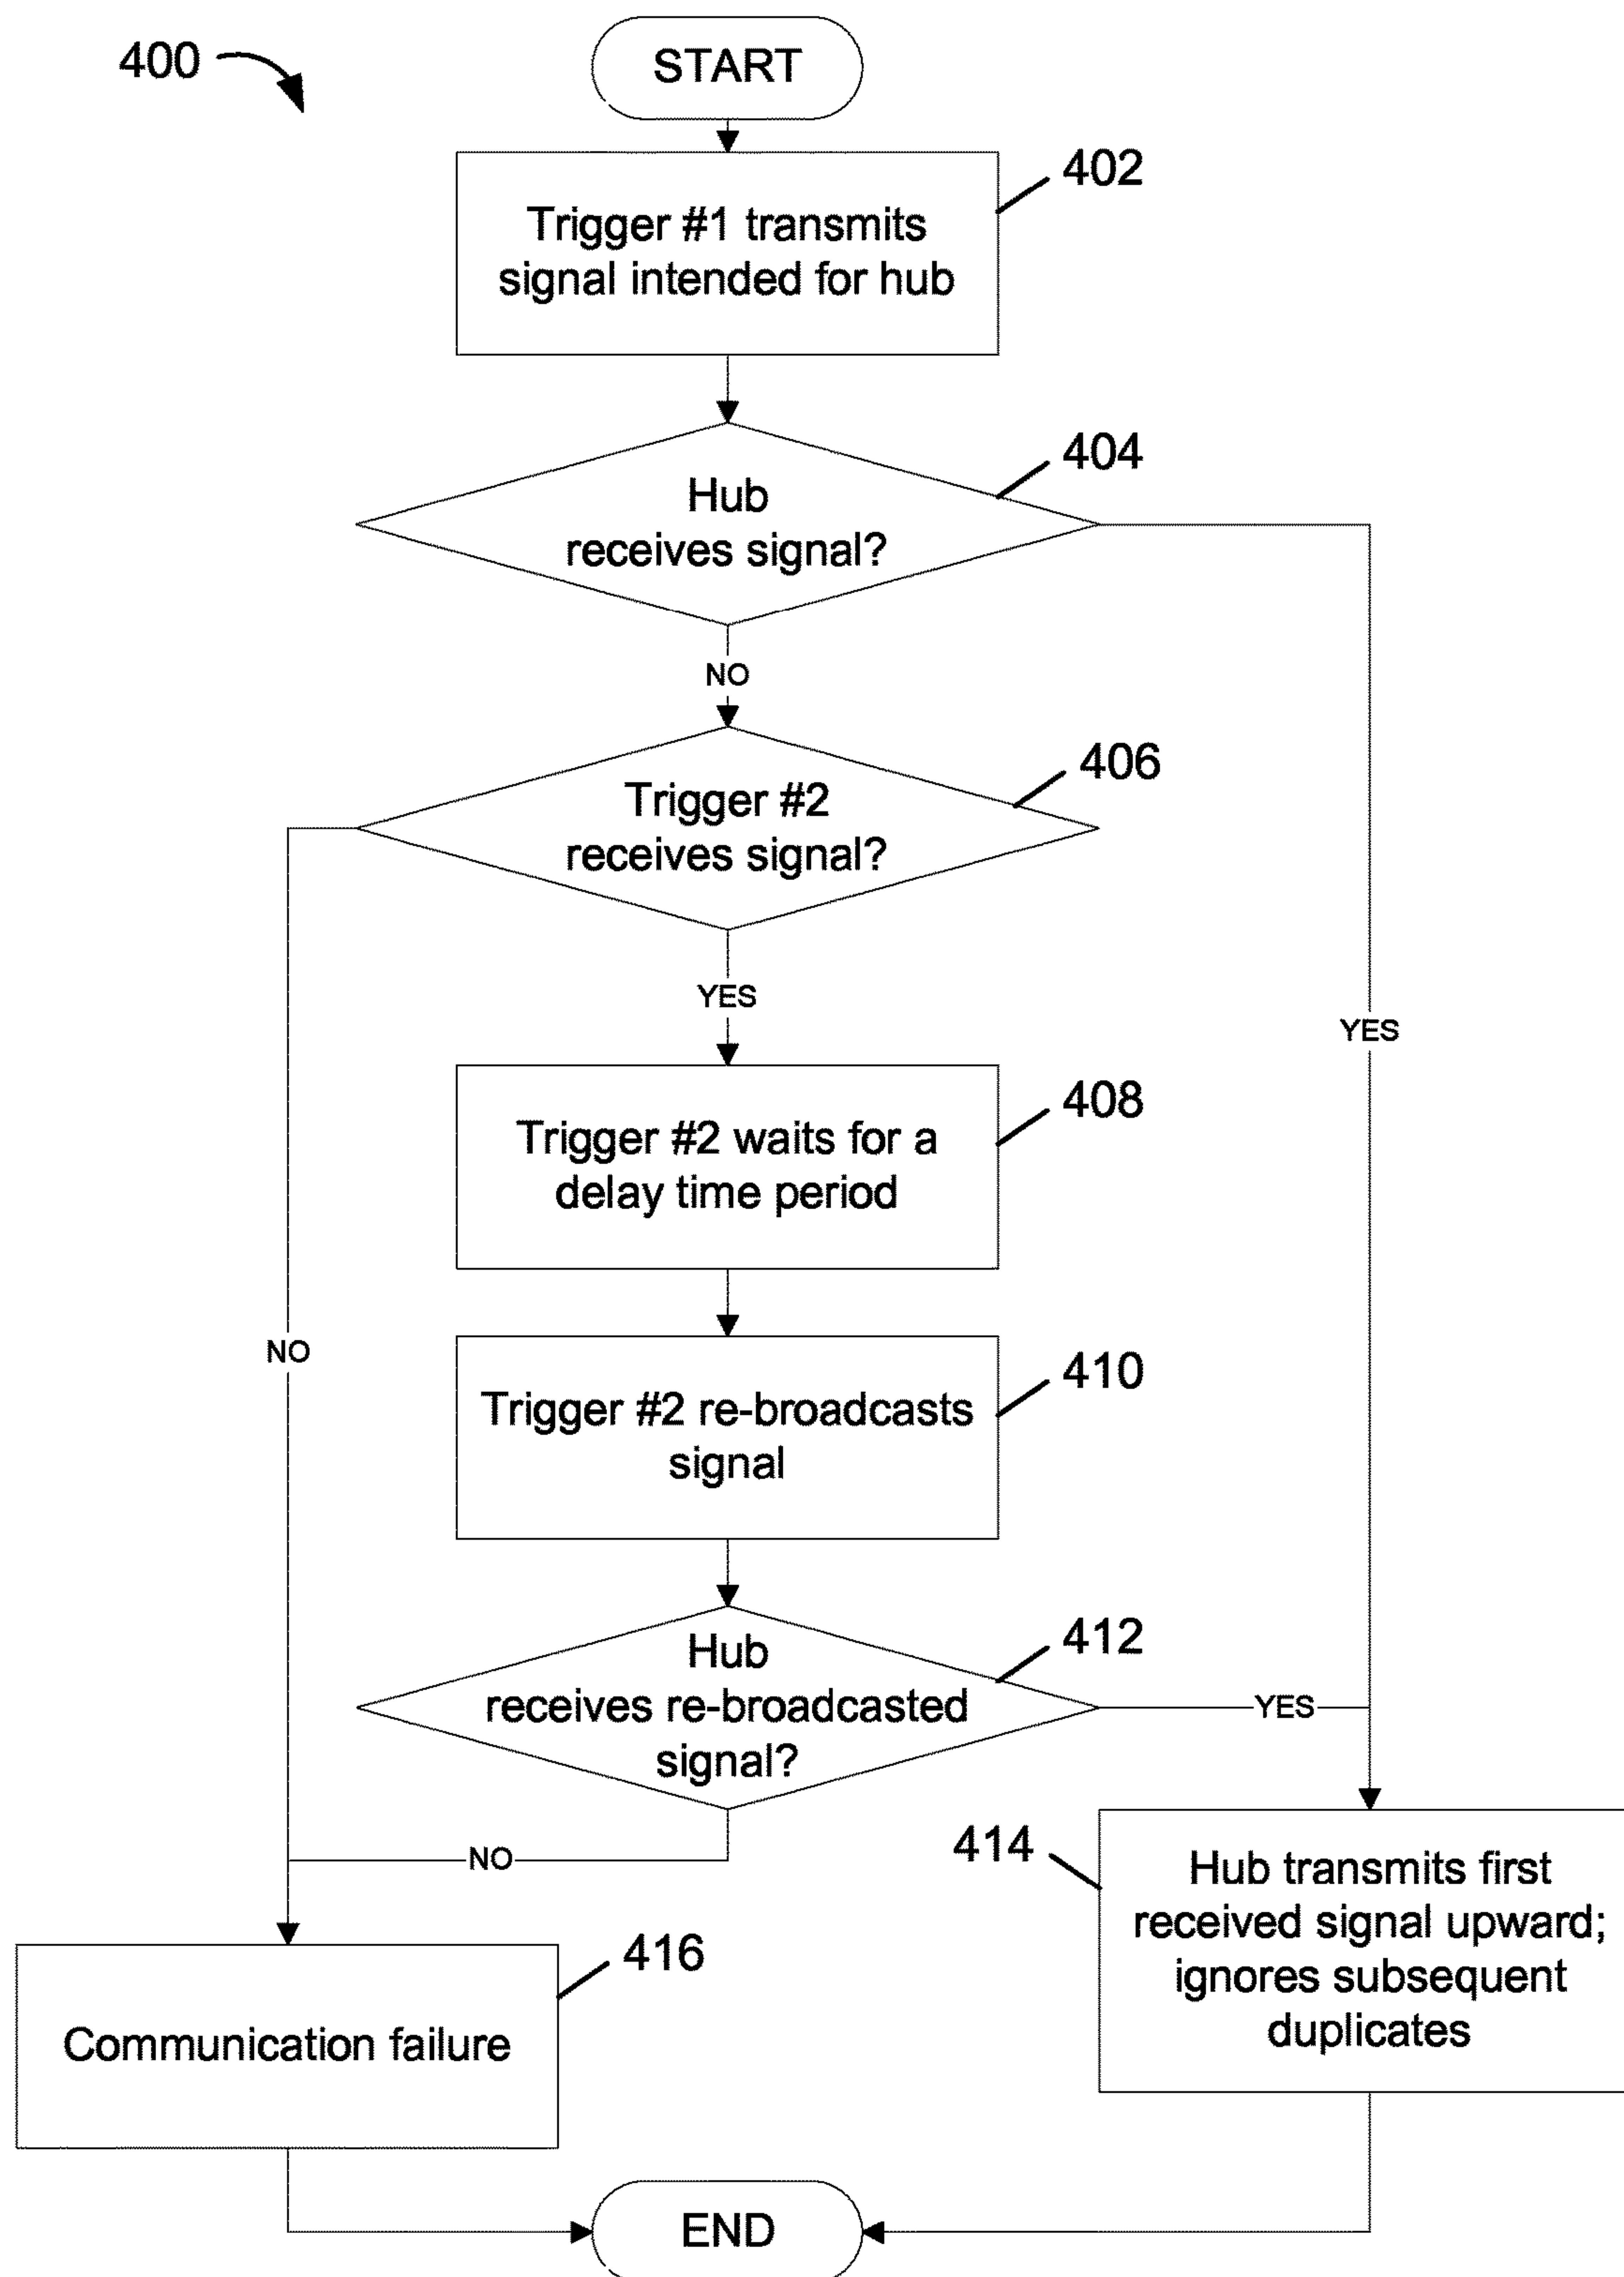 400
START
402
Trigger #1 transmits
signal intended for hub
404
Hub
receives signal?
NO
406
Trigger #2
receives signal?
YES
YES
408
Trigger #2 waits for a
delay time period
NO
410
Trigger #2 re-broadcasts
signal
412
Hub
receives re-broadcasted
signal?
YES
NO
414
Hub transmits first
received signal upward;
ignores subsequent
duplicates
416
Communication failure
END